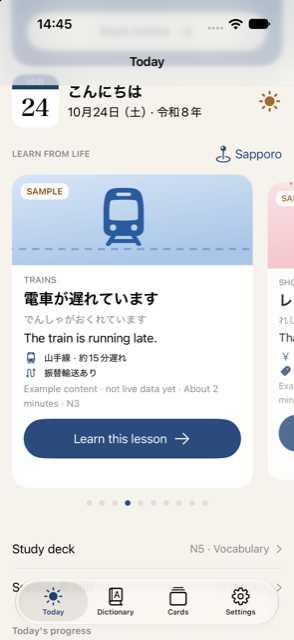 14:45
Today
24
こんにちは
10月24日（土）· 令和8年
LEARN FROM LIFE
Sapporo
SAMPLE
TRAINS
電車が遅れています
でんしゃがおくれています
The train is running late.
山手線・約15分遅れ
振替輸送あり
Example content · not live data yet · About 2
minutes · N3
Learn this lesson
Study deck
N5 · Vocabulary
Today
Dictionary
Cards
Settings
Today's progress